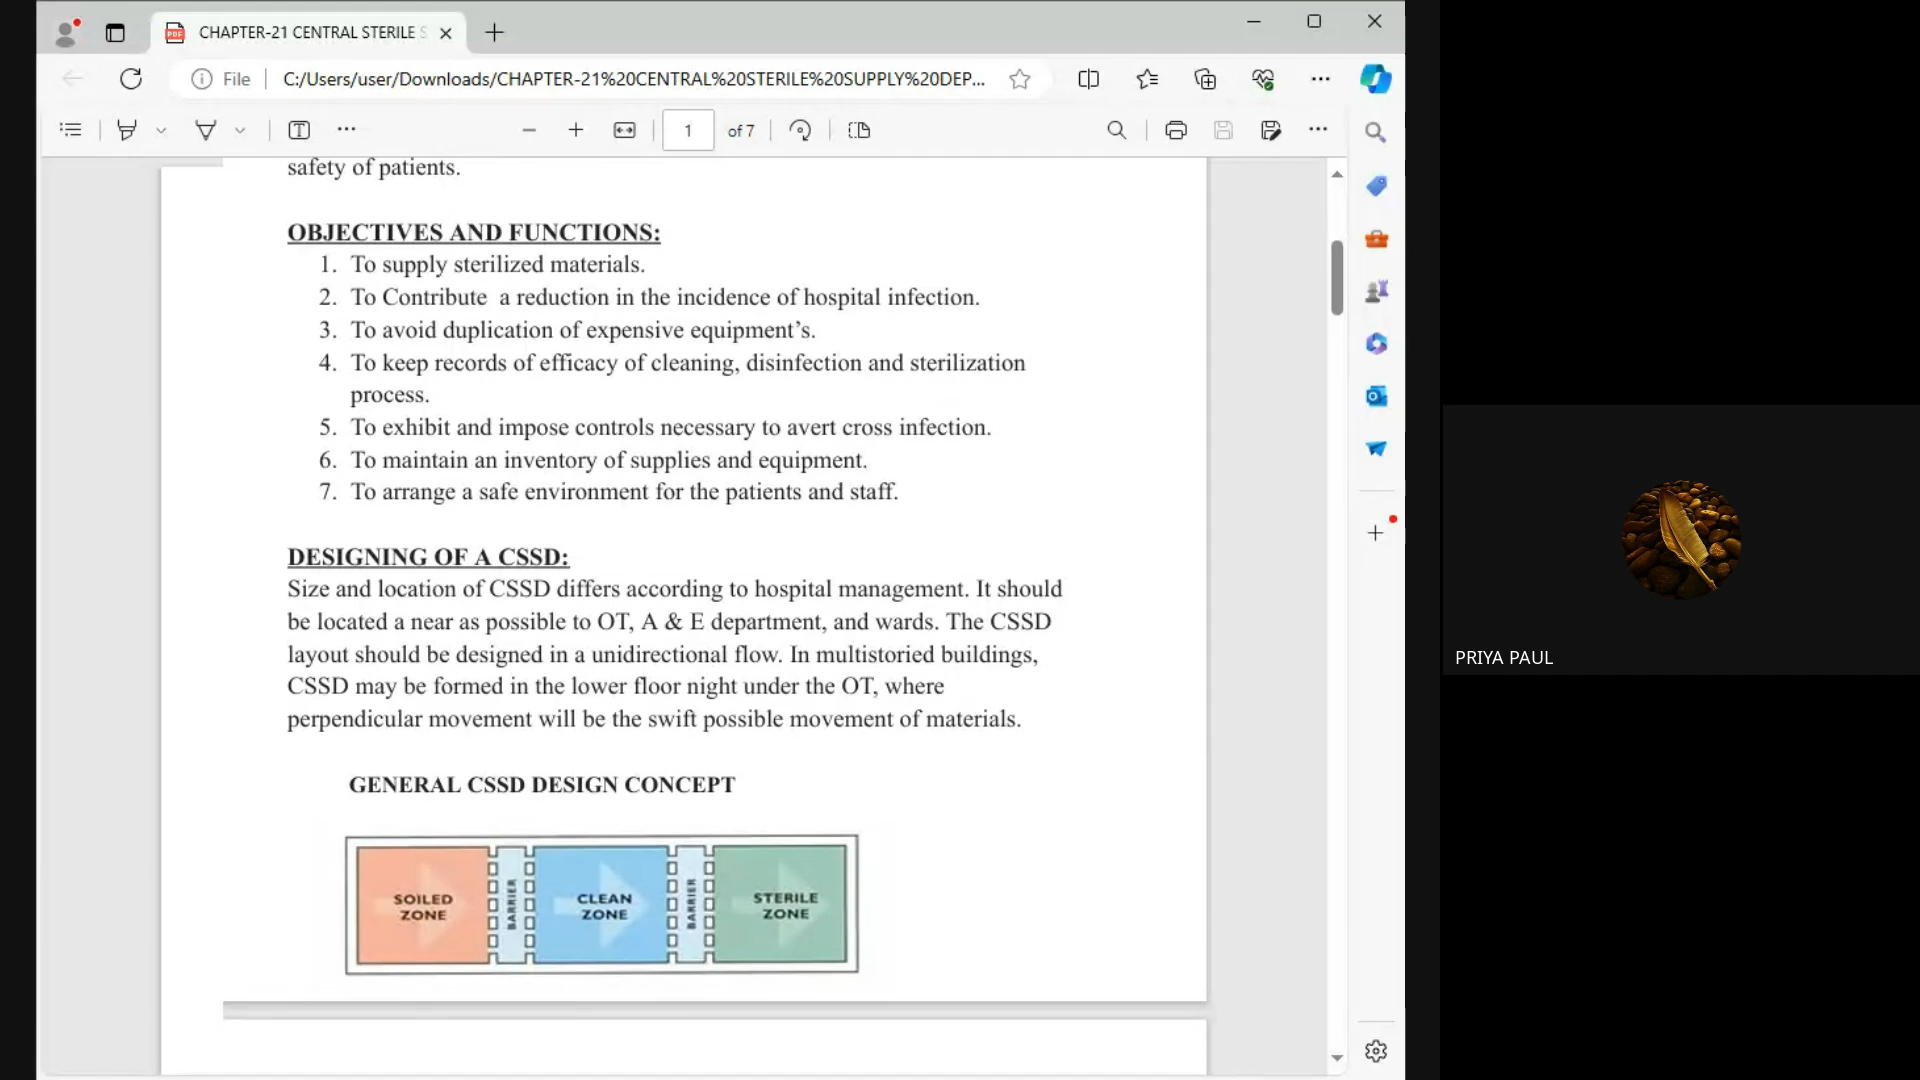 CHAPTER-21 CENTRAL STERILE S
File
C:/Users/user/Downloads/CHAPTER-21%20CENTRAL%20STERILE%20SUPPLY%20DEP...
1 of 7
safety of patients.
OBJECTIVES AND FUNCTIONS:
1. To supply sterilized materials.
2. To Contribute a reduction in the incidence of hospital infection.
3. To avoid duplication of expensive equipment’s.
4. To keep records of efficacy of cleaning, disinfection and sterilization
process.
5. To exhibit and impose controls necessary to avert cross infection.
6. To maintain an inventory of supplies and equipment.
7. To arrange a safe environment for the patients and staff.
DESIGNING OF A CSSD:
Size and location of CSSD differs according to hospital management. It should
be located a near as possible to OT, A & E department, and wards. The CSSD
layout should be designed in a unidirectional flow. In multistoried buildings,
CSSD may be formed in the lower floor night under the OT, where
perpendicular movement will be the swift possible movement of materials.
GENERAL CSSD DESIGN CONCEPT
SOILED
ZONE
BARRIER
CLEAN
ZONE
BARRIER
STERILE
ZONE
PRIYA PAUL